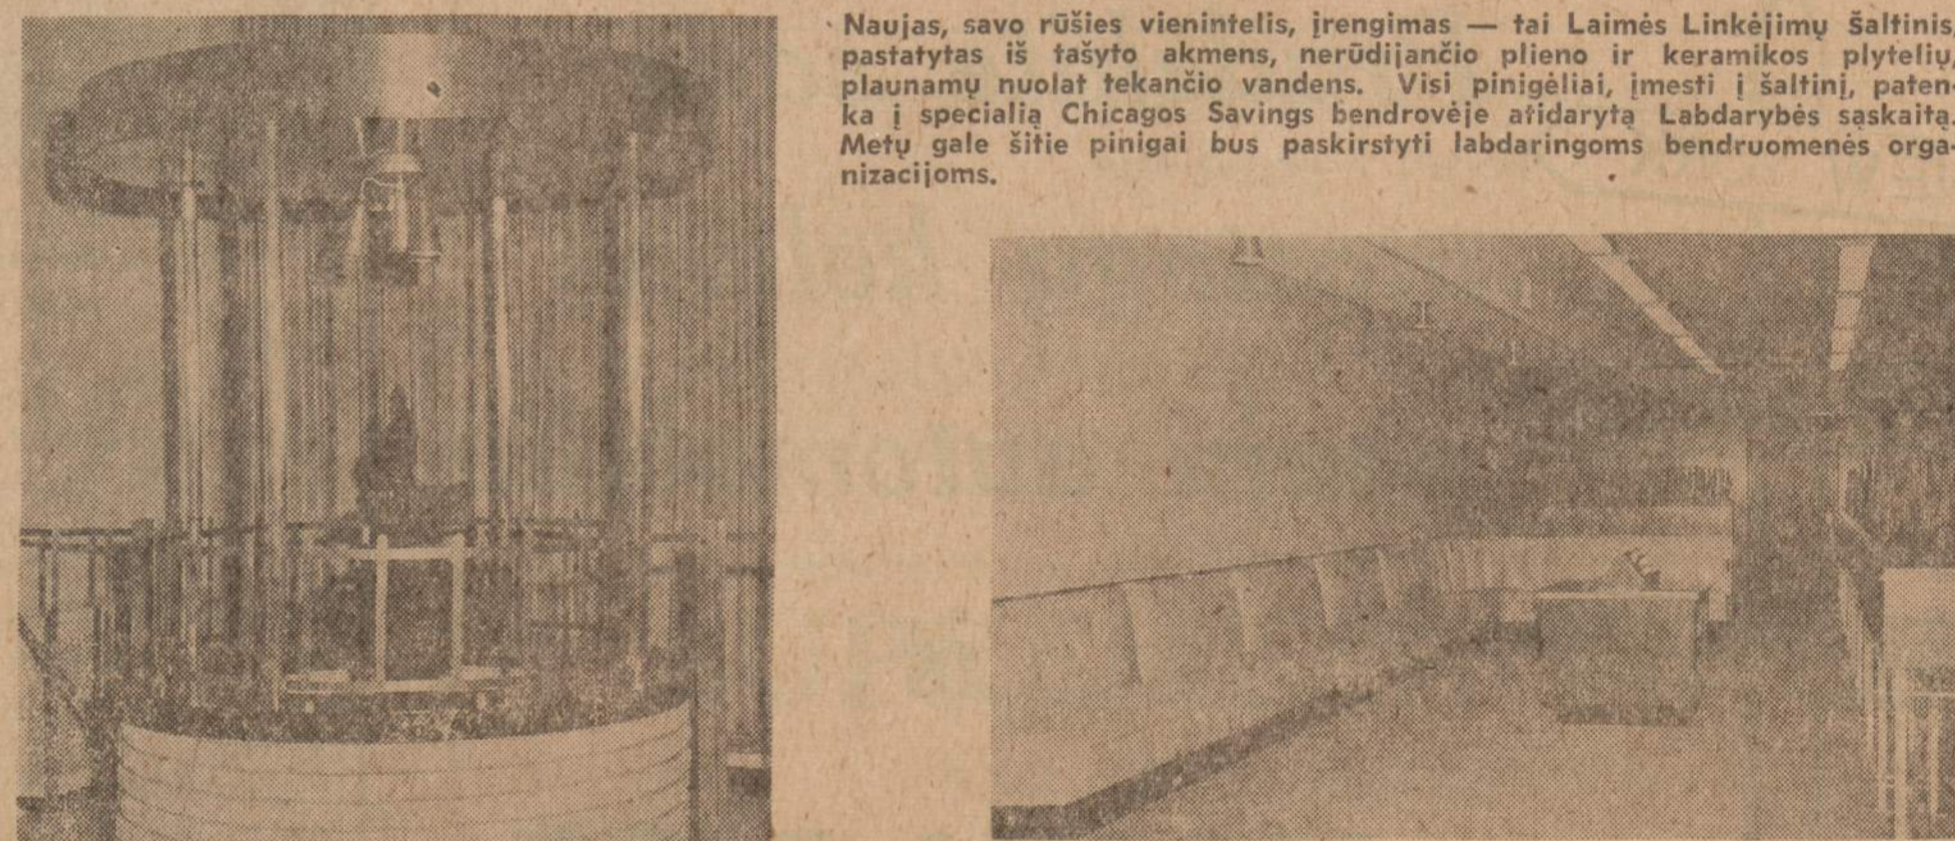 Naujas, savo rūšies vienintelis, įrengimas — tai Laimės Linkėjimų Šaltinis,
pastatytas iš tašyto akmens, nerūdijančio plieno ir keramikos plytelių,
plaunamų nuolat tekančio vandens. Visi pinigėliai, įmesti į šaltinį, paten-
ka į specialią Chicagos Savings bendrovėje atidarytą Labdarybės sąskaitą.
Metų gale šitie pinigai bus paskirstyti labdaringoms bendruomenės orga-
nizacijoms.